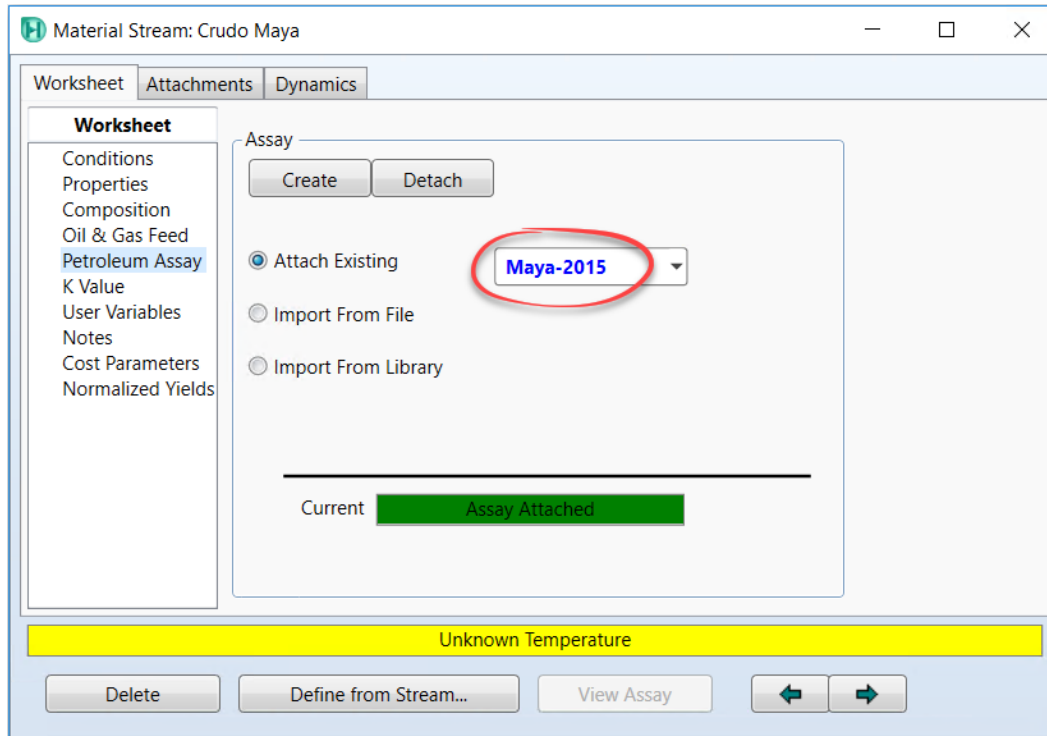 Material Stream: Crudo Maya
Worksheet Attachments Dynamics
Worksheet
Conditions
Properties
Composition
Oil & Gas Feed
Petroleum Assay
K Value
User Variables
Notes
Cost Parameters
Normalized Yields
Assay
Create Detach
Attach Existing Maya-2015
Import From File
Import From Library
Current Assay Attached
Unknown Temperature
Delete Define from Stream... View Assay